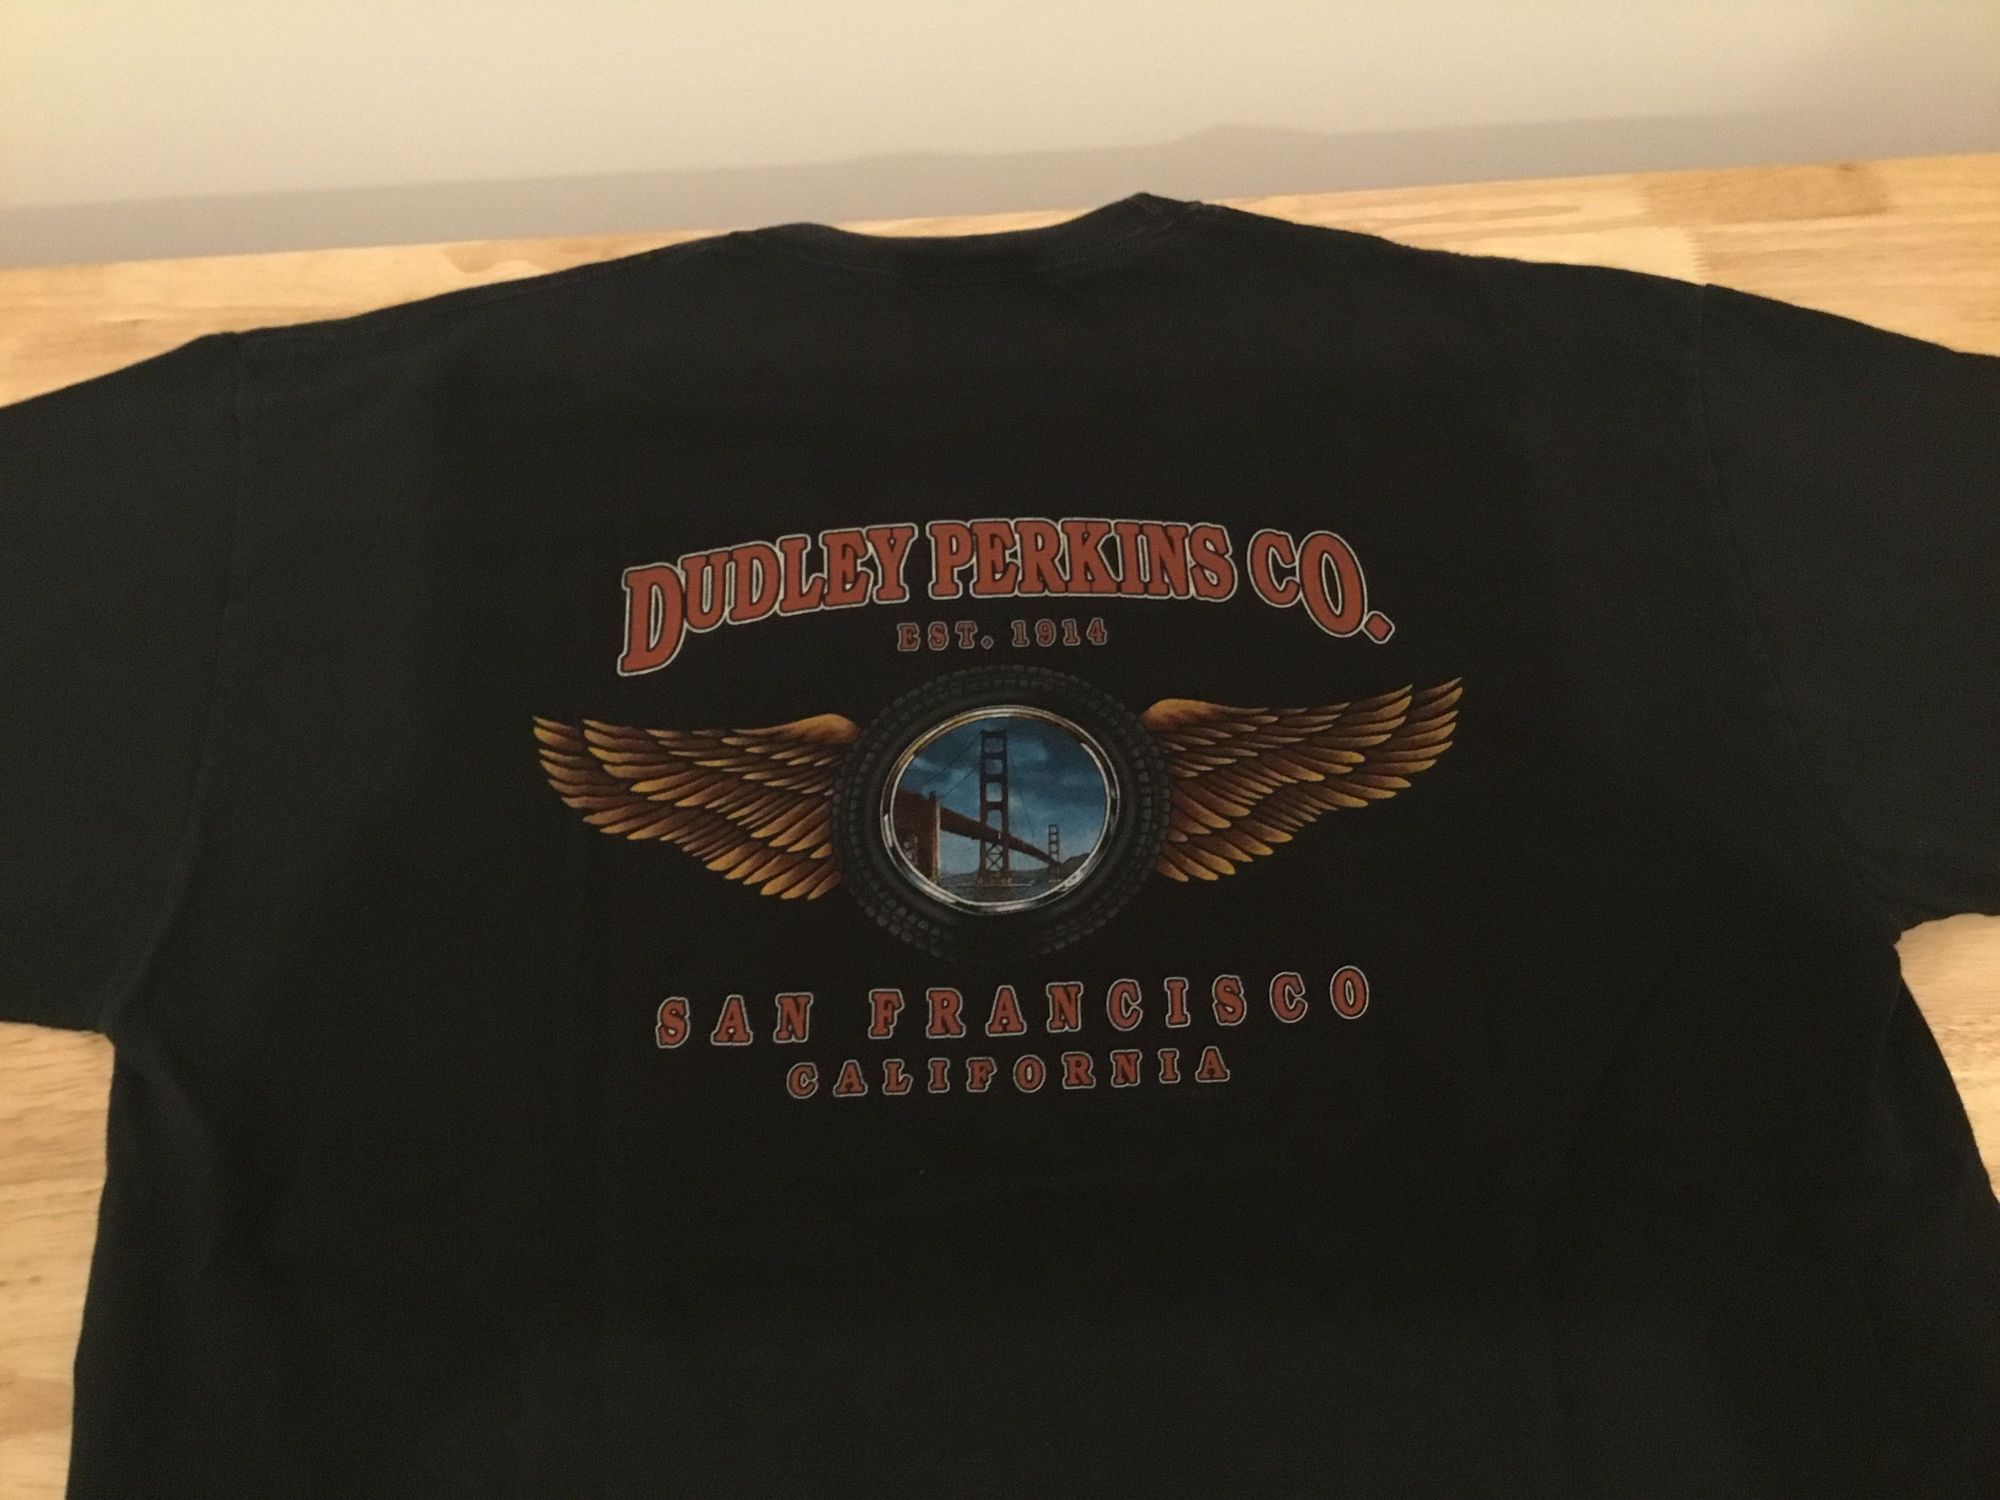 DUDLEY PERKINS CO.
EST. 1914
SAN FRANCISCO
CALIFORNIA